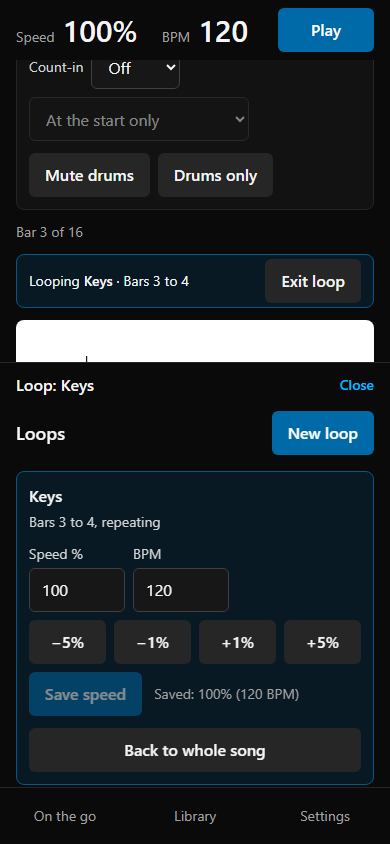 Speed 100% BPM 120 Play
Count-in Off
At the start only
Mute drums Drums only
Bar 3 of 16
Looping Keys · Bars 3 to 4 Exit loop
Loop: Keys Close
Loops New loop
Keys
Bars 3 to 4, repeating
Speed % BPM
100 120
−5% −1% +1% +5%
Save speed Saved: 100% (120 BPM)
Back to whole song
On the go Library Settings